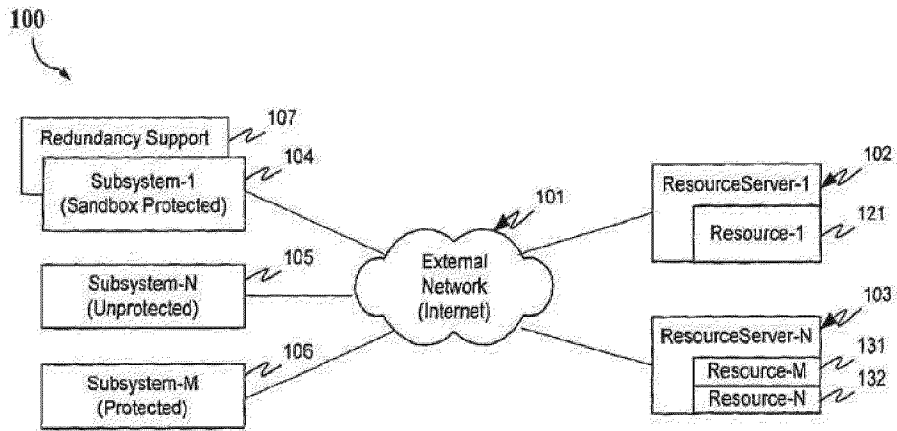 100
Redundancy Support
107
Subsystem-1
(Sandbox Protected)
104
Subsystem-N
(Unprotected)
105
Subsystem-M
(Protected)
106
External
Network
(Internet)
101
ResourceServer-1
102
Resource-1
121
ResourceServer-N
103
Resource-M
131
Resource-N
132